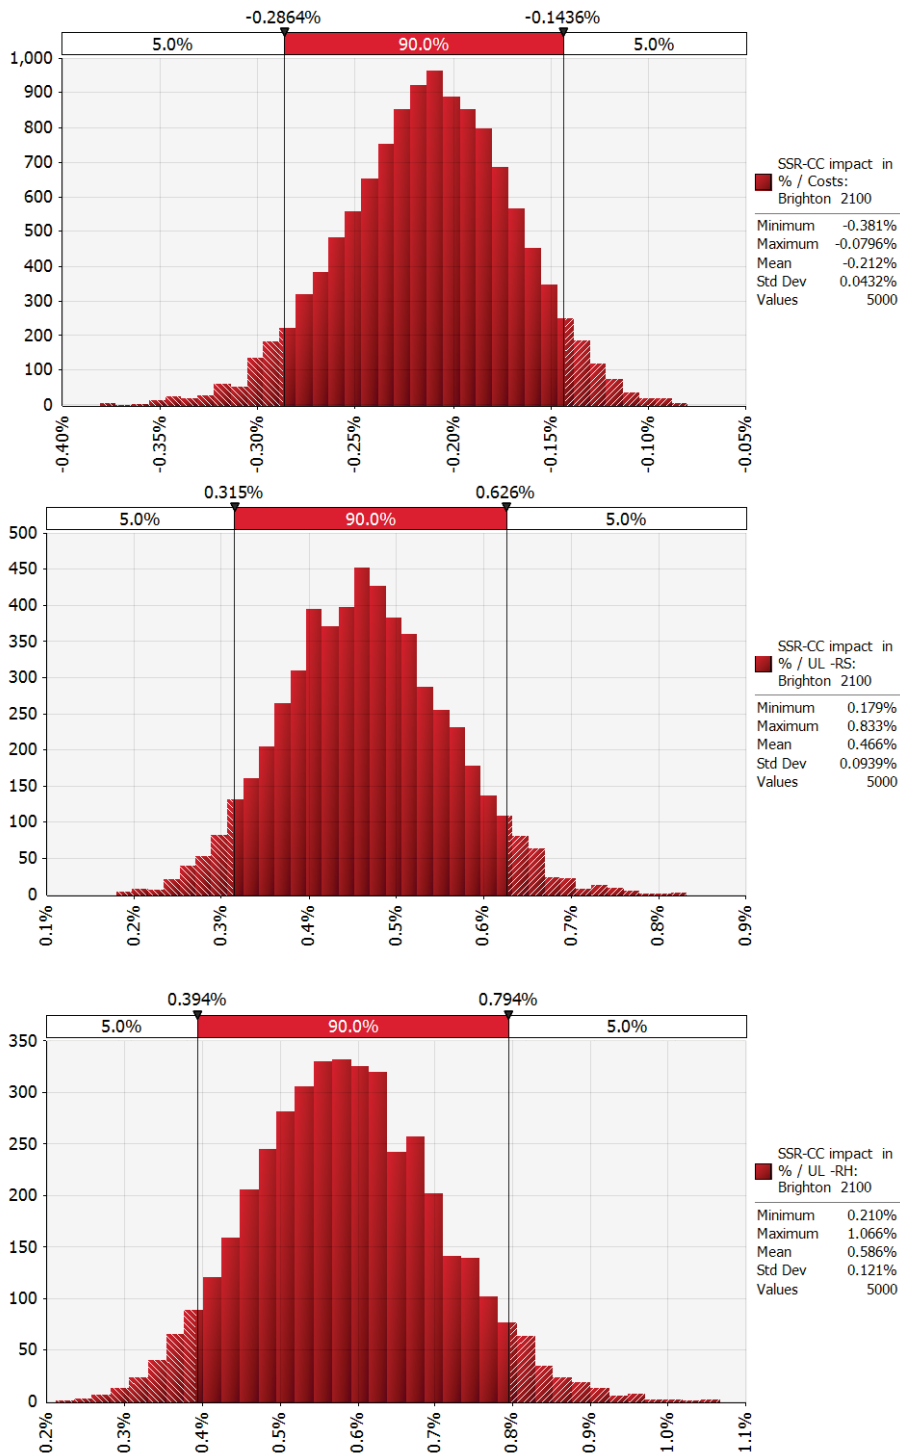 -0.2864% -0.1436%
5.0% 90.0% 5.0%
1,000
900
800
700
600
500
400
300
200
100
0
-0.40% -0.35% -0.30% -0.25% -0.20% -0.15% -0.10% -0.05%
SSR-CC impact in
% / Costs:
Brighton 2100
Minimum -0.381%
Maximum -0.0796%
Mean -0.212%
Std Dev 0.0432%
Values 5000
0.315% 0.626%
5.0% 90.0% 5.0%
500
450
400
350
300
250
200
150
100
50
0
0.1% 0.2% 0.3% 0.4% 0.5% 0.6% 0.7% 0.8% 0.9%
SSR-CC impact in
% / UL -RS:
Brighton 2100
Minimum 0.179%
Maximum 0.833%
Mean 0.466%
Std Dev 0.0939%
Values 5000
0.394% 0.794%
5.0% 90.0% 5.0%
350
300
250
200
150
100
50
0
0.2% 0.3% 0.4% 0.5% 0.6% 0.7% 0.8% 0.9% 1.0% 1.1%
SSR-CC impact in
% / UL -RH:
Brighton 2100
Minimum 0.210%
Maximum 1.066%
Mean 0.586%
Std Dev 0.121%
Values 5000